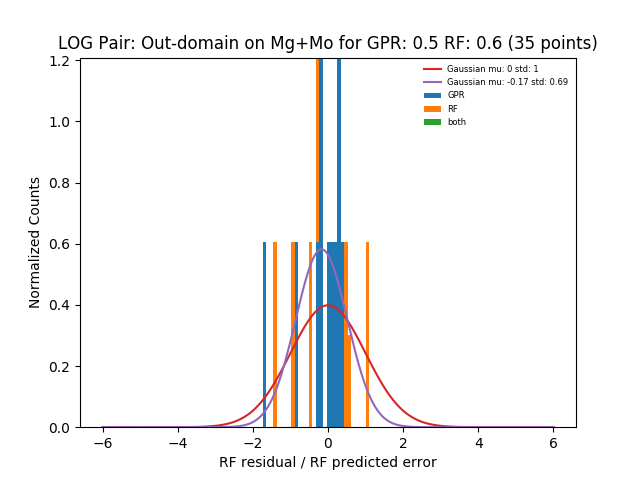 LOG Pair: Out-domain on Mg+Mo for GPR: 0.5 RF: 0.6 (35 points)
Gaussian mu: 0 std: 1
Gaussian mu: -0.17 std: 0.69
GPR
RF
both
Normalized Counts
1.2
1.0
0.8
0.6
0.4
0.2
0.0
−6 −4 −2 0 2 4 6
RF residual / RF predicted error